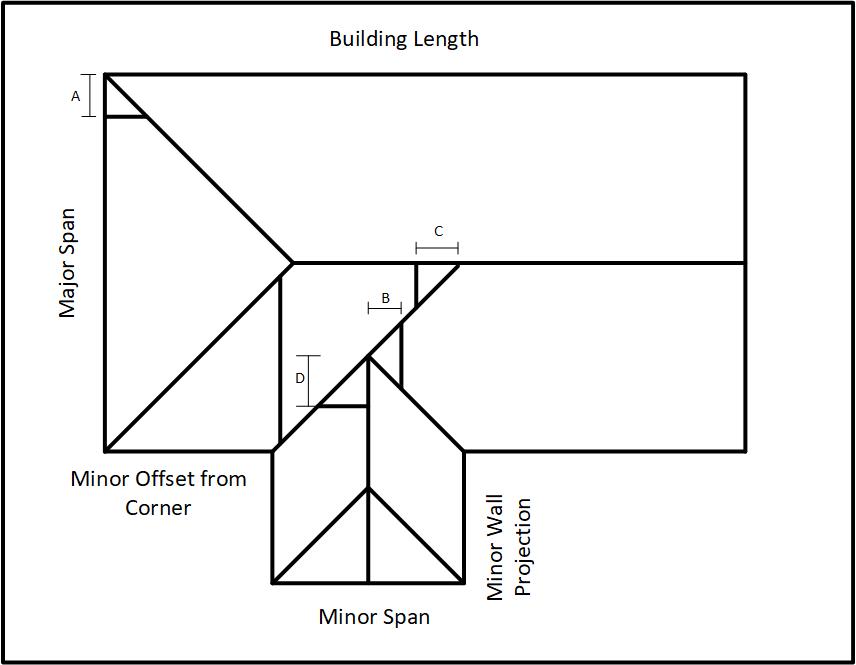 Building Length
A
Major Span
C
B
D
Minor Offset from
Corner
Minor Wall
Projection
Minor Span